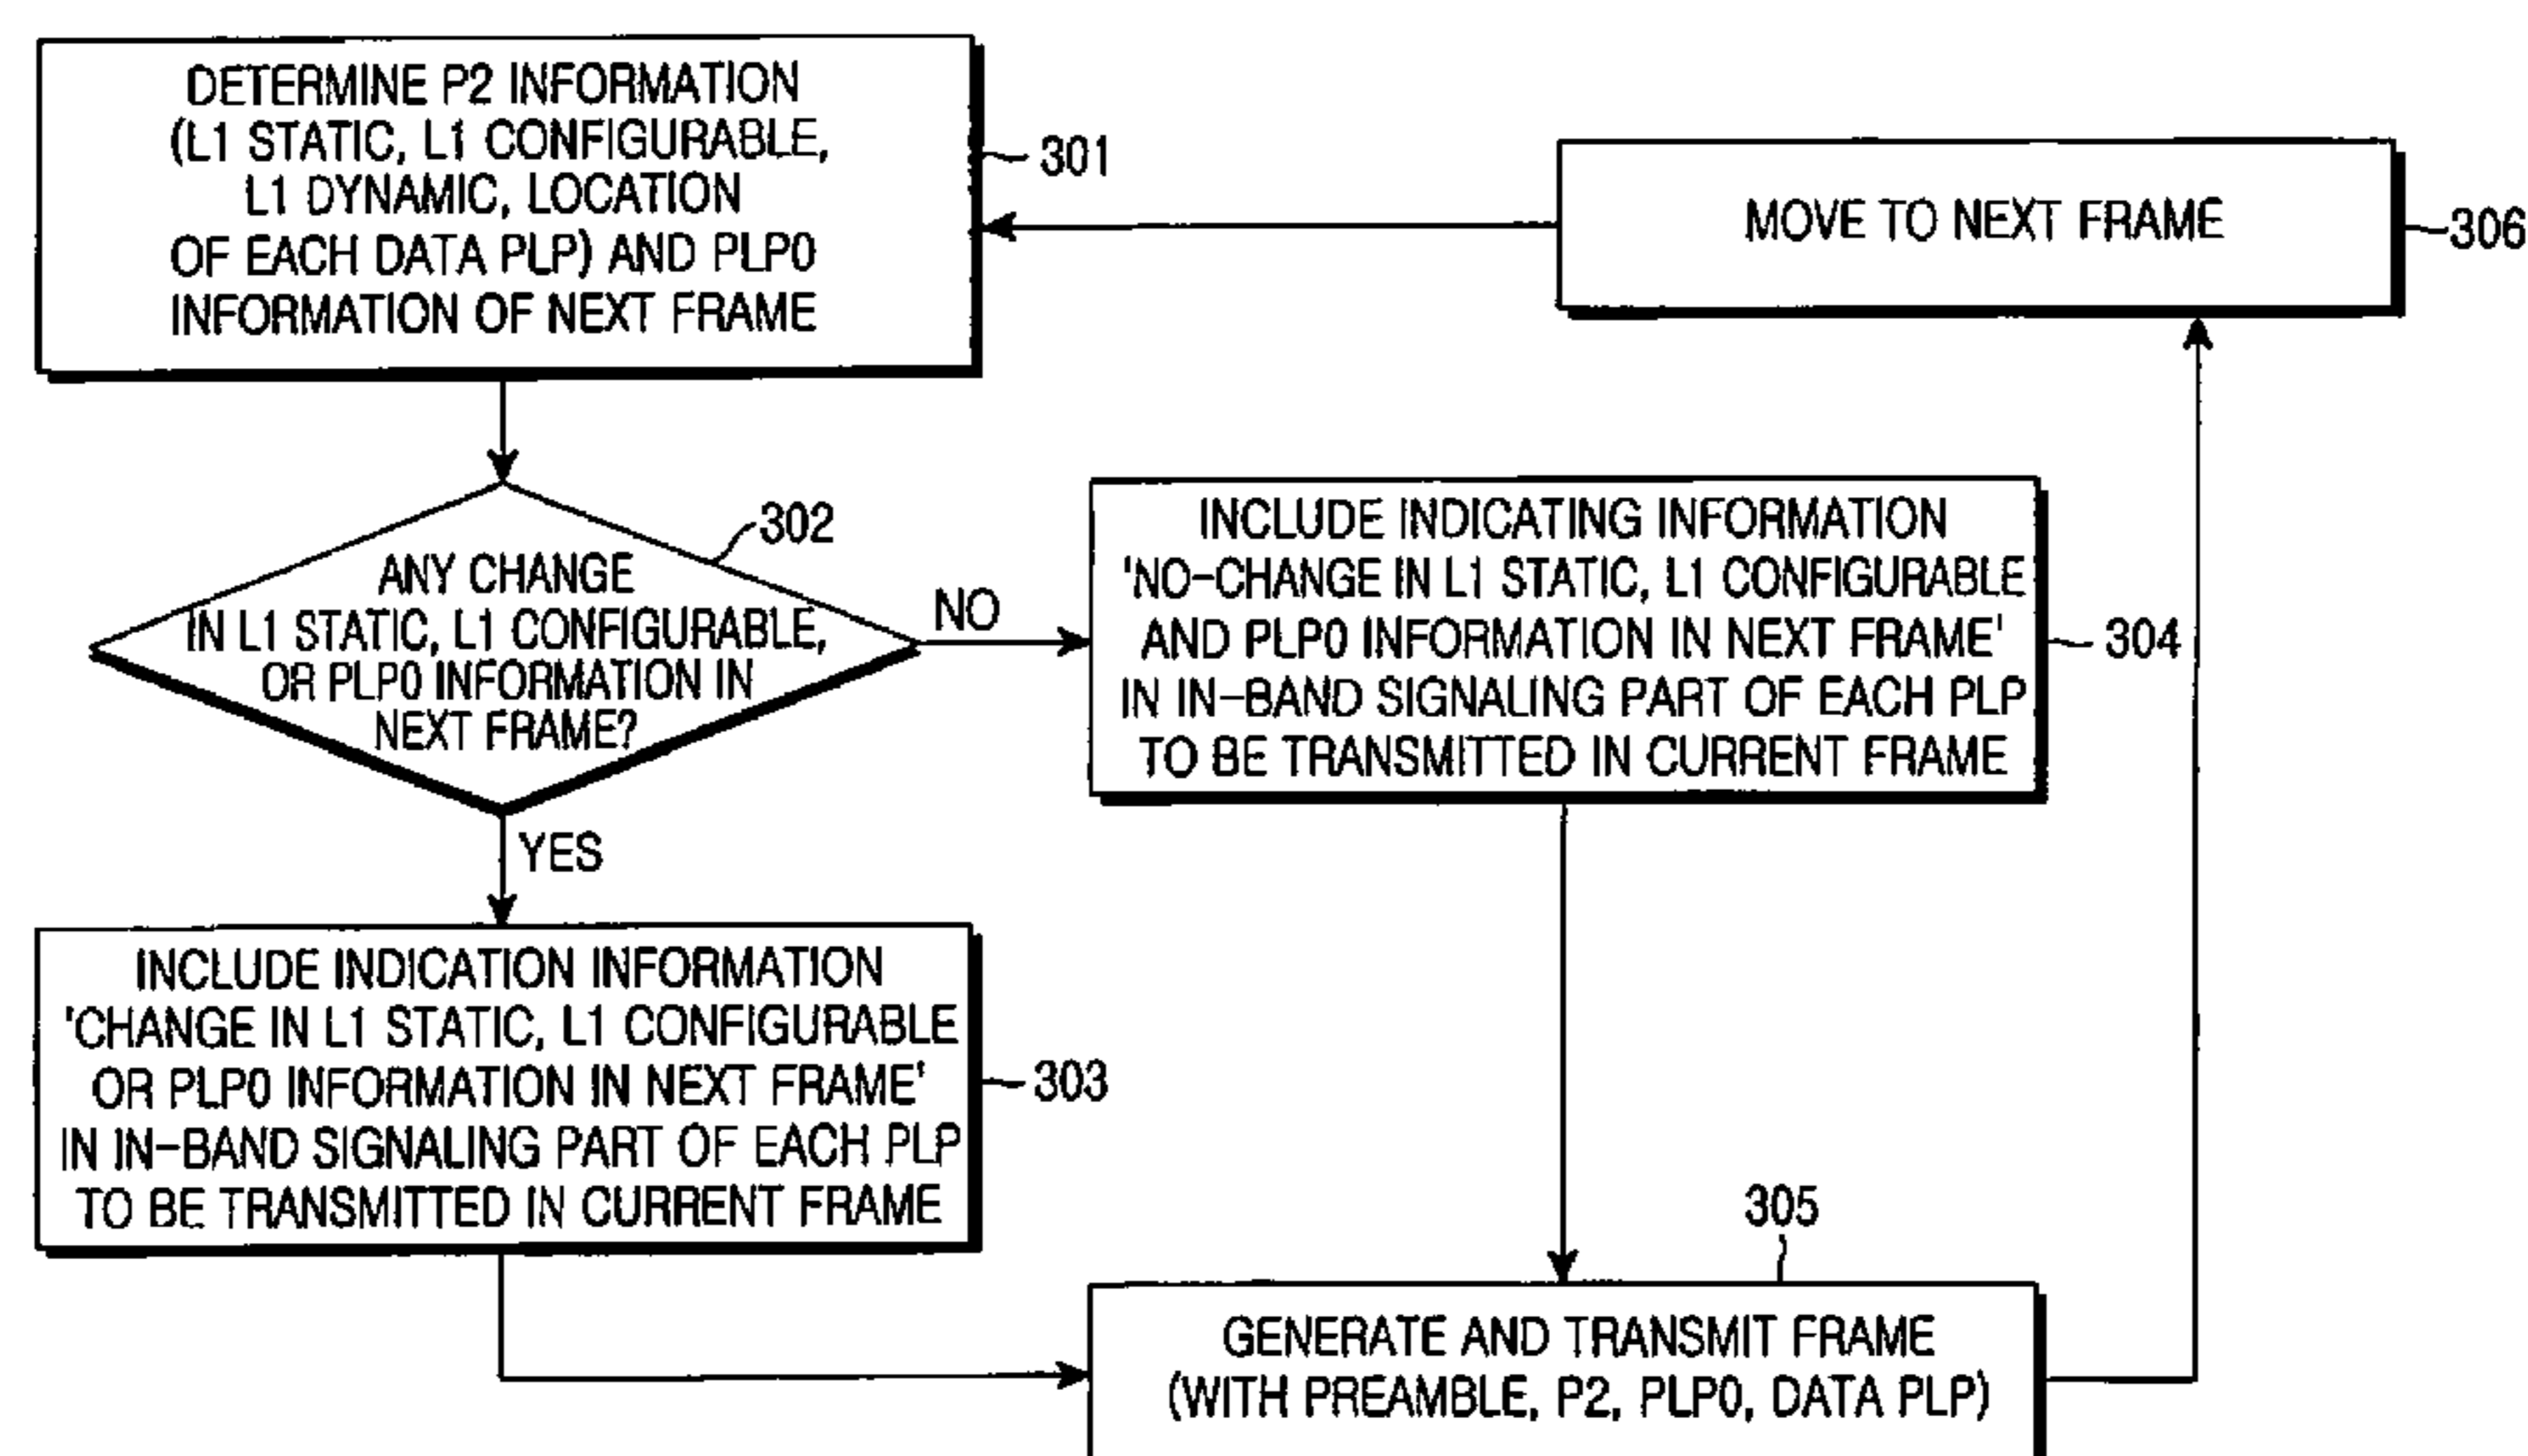 DETERMINE P2 INFORMATION
(L1 STATIC, L1 CONFIGURABLE,
L1 DYNAMIC, LOCATION
OF EACH DATA PLP) AND PLP0
INFORMATION OF NEXT FRAME
301
MOVE TO NEXT FRAME
306
302
ANY CHANGE
IN L1 STATIC, L1 CONFIGURABLE,
OR PLP0 INFORMATION IN
NEXT FRAME?
NO
YES
INCLUDE INDICATING INFORMATION
'NO-CHANGE IN L1 STATIC, L1 CONFIGURABLE
AND PLP0 INFORMATION IN NEXT FRAME'
IN IN-BAND SIGNALING PART OF EACH PLP
TO BE TRANSMITTED IN CURRENT FRAME
304
INCLUDE INDICATION INFORMATION
'CHANGE IN L1 STATIC, L1 CONFIGURABLE
OR PLP0 INFORMATION IN NEXT FRAME'
IN IN-BAND SIGNALING PART OF EACH PLP
TO BE TRANSMITTED IN CURRENT FRAME
303
305
GENERATE AND TRANSMIT FRAME
(WITH PREAMBLE, P2, PLP0, DATA PLP)